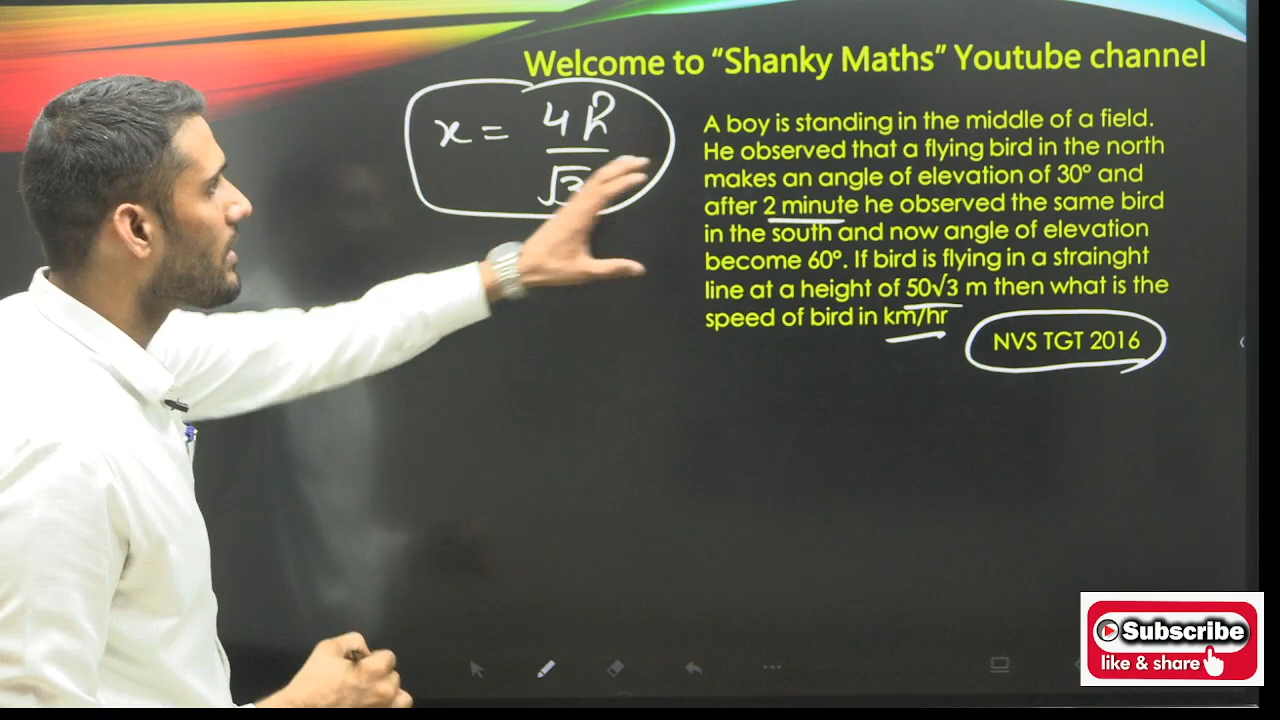 Welcome to “Shanky Maths” Youtube channel
x = 4h
√3
A boy is standing in the middle of a field.
He observed that a flying bird in the north
makes an angle of elevation of 30° and
after 2 minute he observed the same bird
in the south and now angle of elevation
become 60°. If bird is flying in a strainght
line at a height of 50√3 m then what is the
speed of bird in km/hr
NVS TGT 2016
Subscribe
like & share